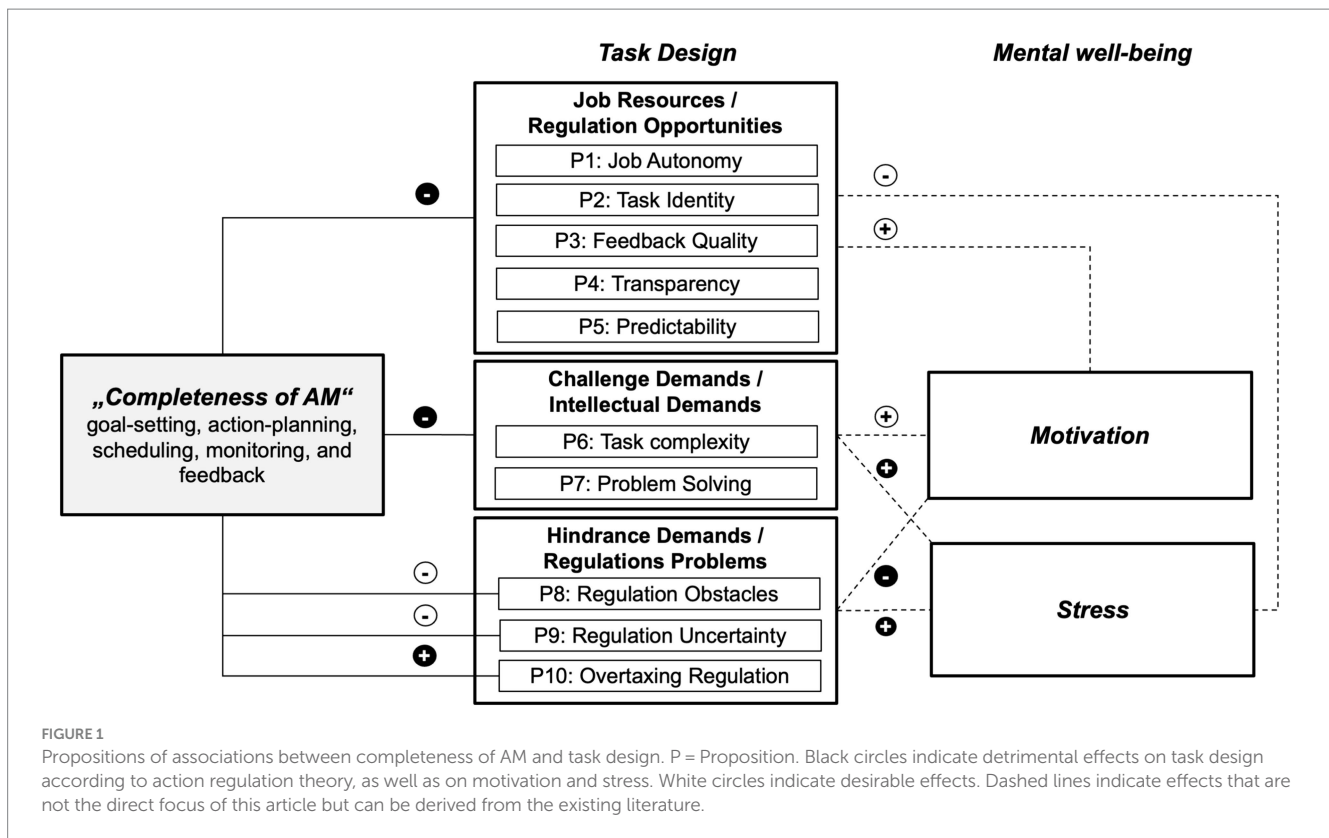 Task Design
Mental well-being
Job Resources /
Regulation Opportunities
P1: Job Autonomy
P2: Task Identity
P3: Feedback Quality
P4: Transparency
P5: Predictability
-
-
+
„Completeness of AM“
goal-setting, action-planning,
scheduling, monitoring, and
feedback
-
Challenge Demands /
Intellectual Demands
P6: Task complexity
P7: Problem Solving
+
+
Motivation
Hindrance Demands /
Regulations Problems
P8: Regulation Obstacles
P9: Regulation Uncertainty
P10: Overtaxing Regulation
-
-
+
-
+
Stress
FIGURE 1
Propositions of associations between completeness of AM and task design. P = Proposition. Black circles indicate detrimental effects on task design
according to action regulation theory, as well as on motivation and stress. White circles indicate desirable effects. Dashed lines indicate effects that are
not the direct focus of this article but can be derived from the existing literature.